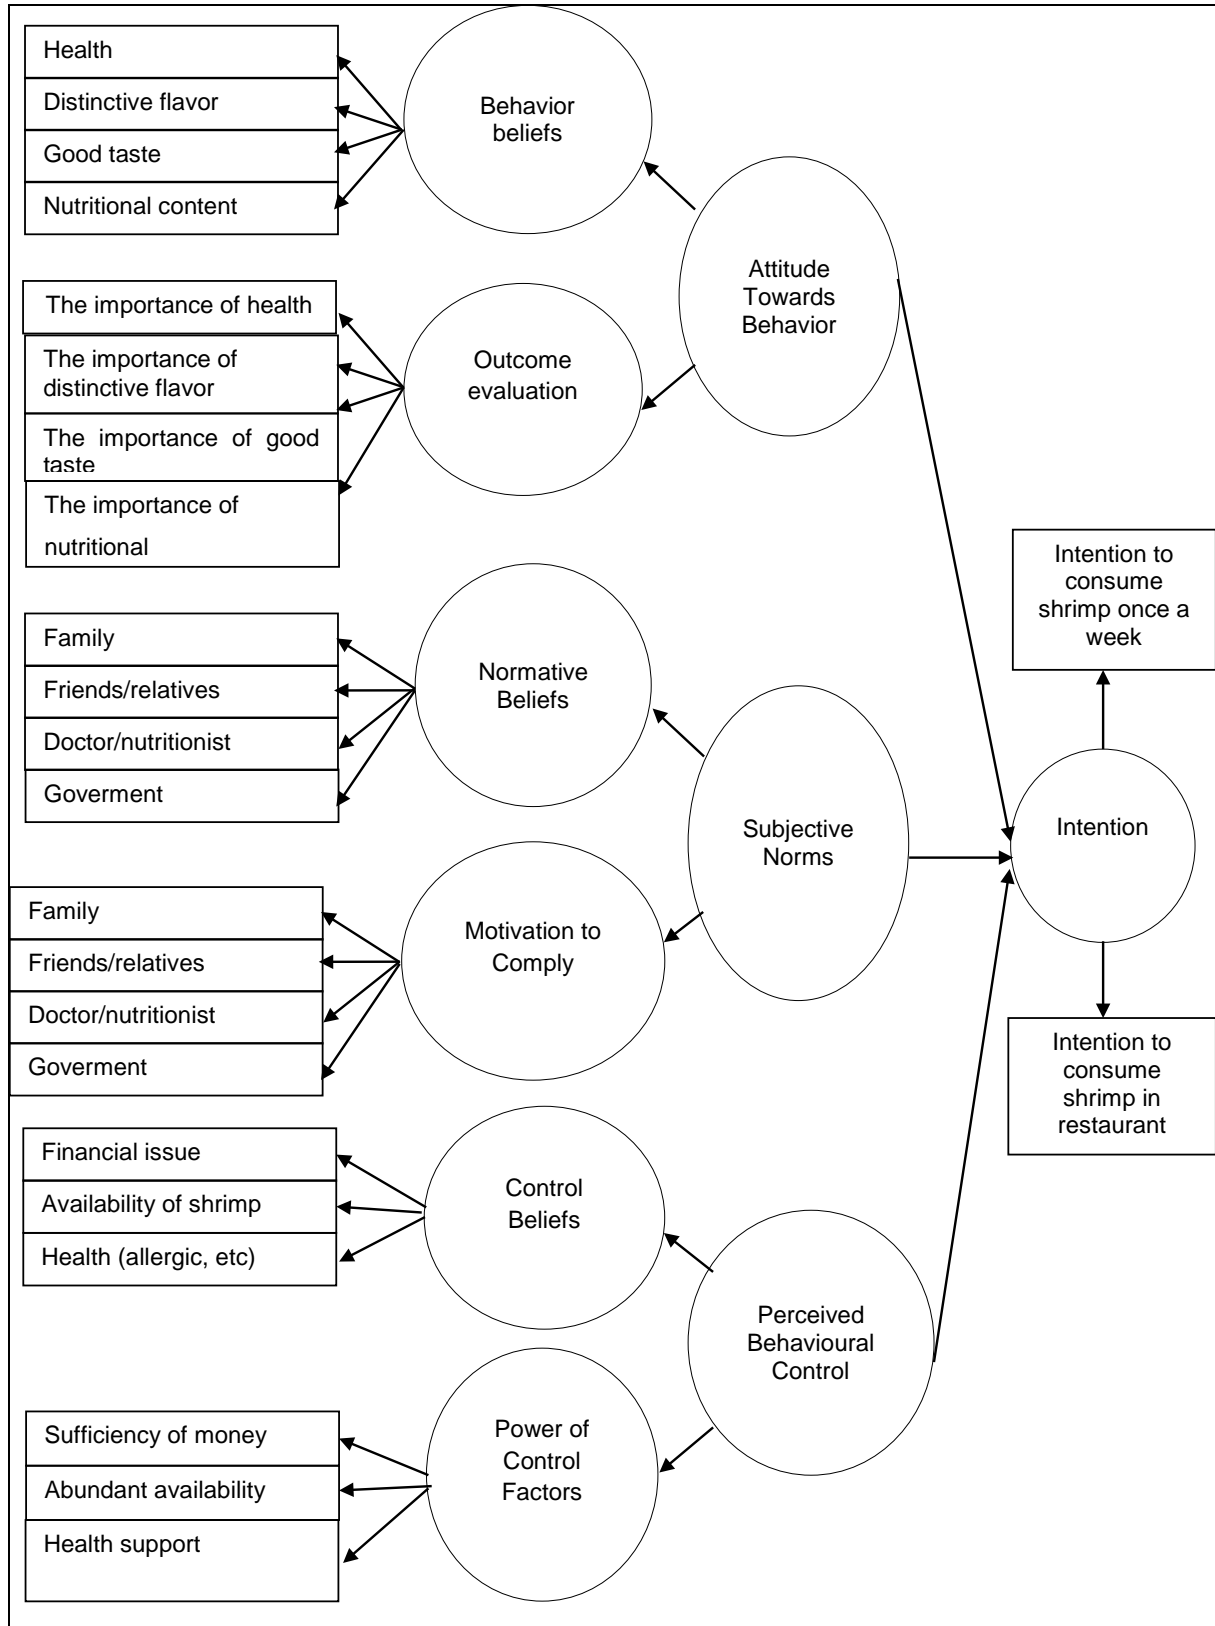 Health
Distinctive flavor
Good taste
Nutritional content
Behavior
beliefs
The importance of health
The importance of
distinctive flavor
The importance of good
taste
The importance of
nutritional
Outcome
evaluation
Attitude
Towards
Behavior
Family
Friends/relatives
Doctor/nutritionist
Goverment
Normative
Beliefs
Family
Friends/relatives
Doctor/nutritionist
Goverment
Motivation to
Comply
Subjective
Norms
Financial issue
Availability of shrimp
Health (allergic, etc)
Control
Beliefs
Sufficiency of money
Abundant availability
Health support
Power of
Control
Factors
Perceived
Behavioural
Control
Intention to
consume
shrimp once a
week
Intention
Intention to
consume
shrimp in
restaurant